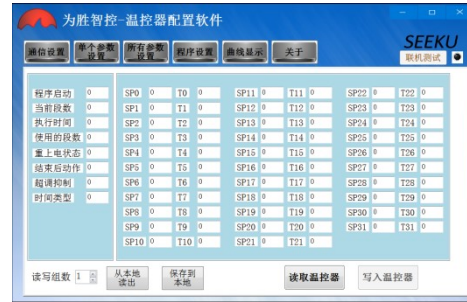 为胜智控-温控器配置软件
SEEKU
通信设置 单个参数设置 所有参数设置 程序设置 曲线显示 关于 联机测试
程序启动 0 SP0 0 T0 0 SP11 0 T11 0 SP22 0 T22 0
当前段数 0 SP1 0 T1 0 SP12 0 T12 0 SP23 0 T23 0
执行时间 0 SP2 0 T2 0 SP13 0 T13 0 SP24 0 T24 0
使用的段数 0 SP3 0 T3 0 SP14 0 T14 0 SP25 0 T25 0
重上电状态 0 SP4 0 T4 0 SP15 0 T15 0 SP26 0 T26 0
结束后动作 0 SP5 0 T5 0 SP16 0 T16 0 SP27 0 T27 0
超调抑制 0 SP6 0 T6 0 SP17 0 T17 0 SP28 0 T28 0
时间类型 0 SP7 0 T7 0 SP18 0 T18 0 SP29 0 T29 0
SP8 0 T8 0 SP19 0 T19 0 SP30 0 T30 0
SP9 0 T9 0 SP20 0 T20 0 SP31 0 T31 0
SP10 0 T10 0 SP21 0 T21 0
读写组数 1 从本地读出 保存到本地 读取温控器 写入温控器